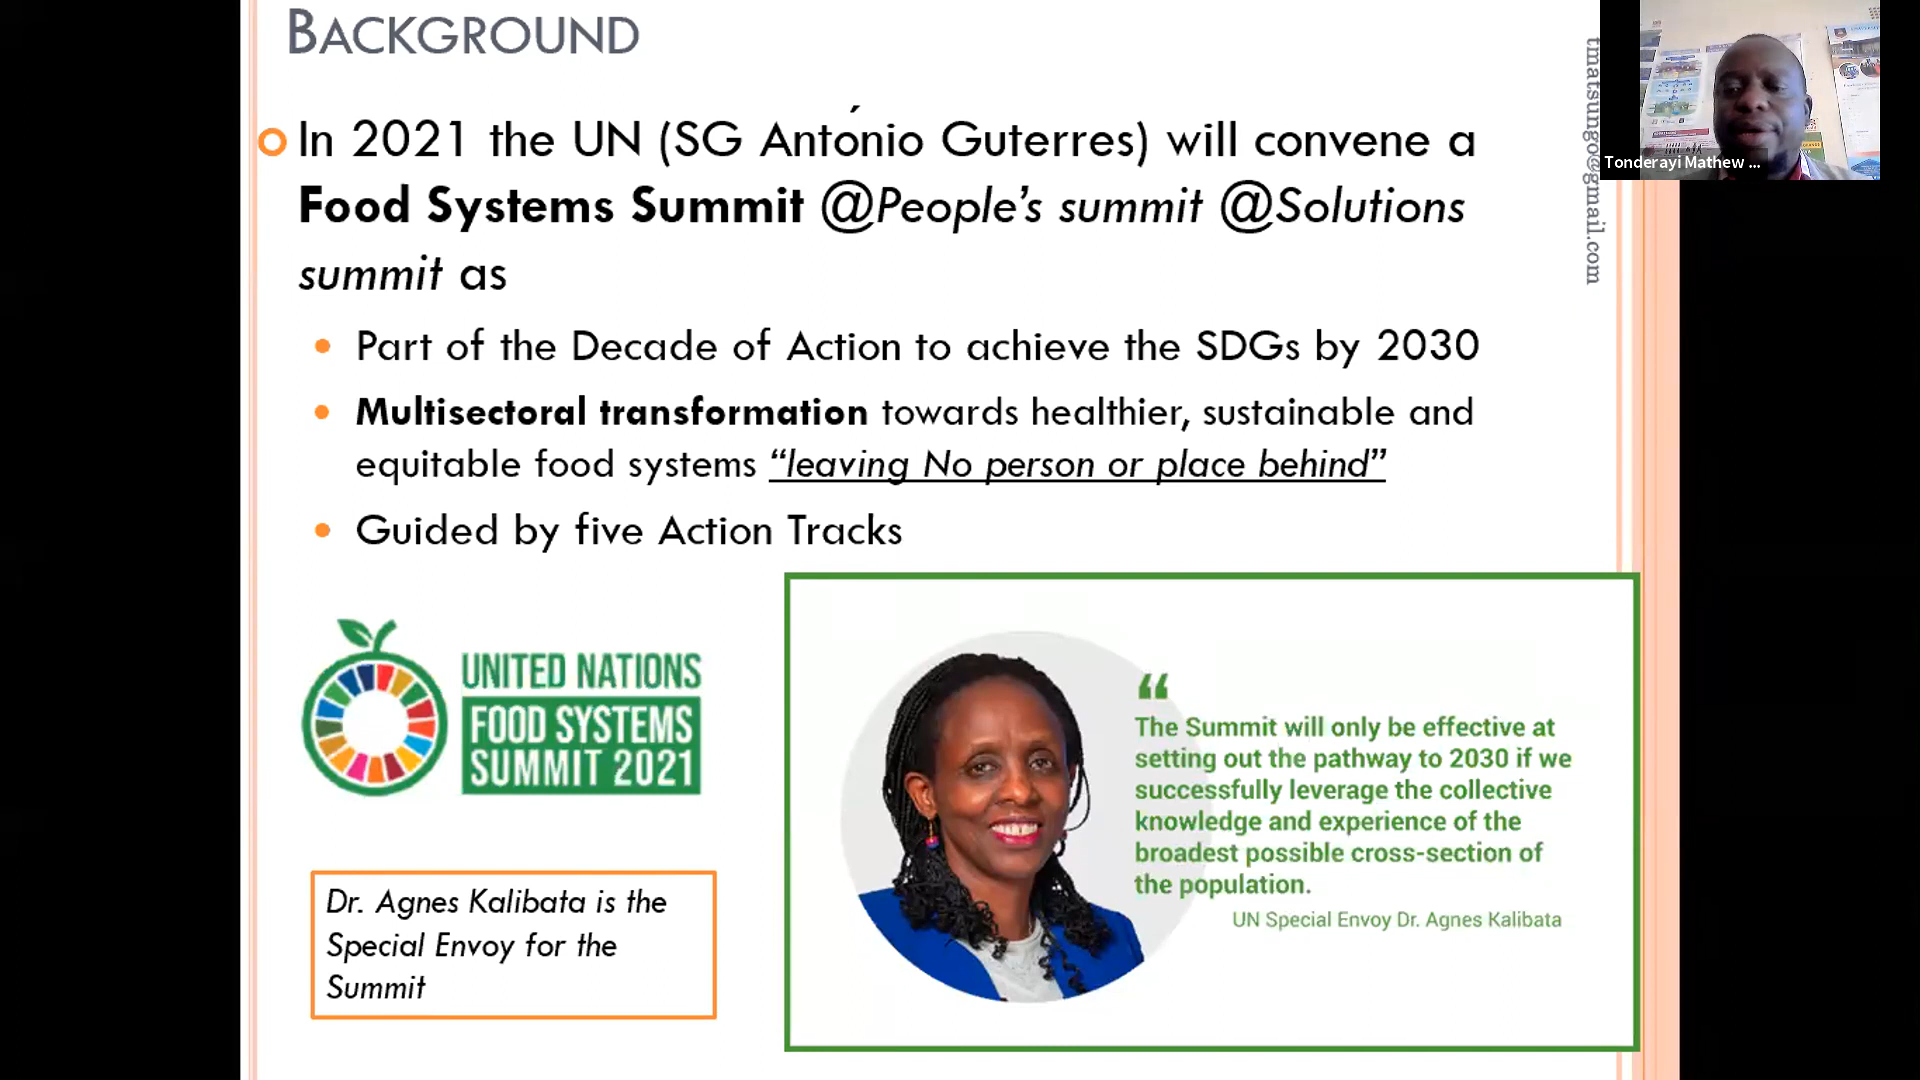 BACKGROUND
In 2021 the UN (SG António Guterres) will convene a
Food Systems Summit @People’s summit @Solutions
summit as
Part of the Decade of Action to achieve the SDGs by 2030
Multisectoral transformation towards healthier, sustainable and
equitable food systems “leaving No person or place behind”
Guided by five Action Tracks
UNITED NATIONS
FOOD SYSTEMS
SUMMIT 2021
Dr. Agnes Kalibata is the
Special Envoy for the
Summit
“
The Summit will only be effective at
setting out the pathway to 2030 if we
successfully leverage the collective
knowledge and experience of the
broadest possible cross-section of
the population.
UN Special Envoy Dr. Agnes Kalibata
tmatsungo@gmail.com
Tonderayi Mathew ...